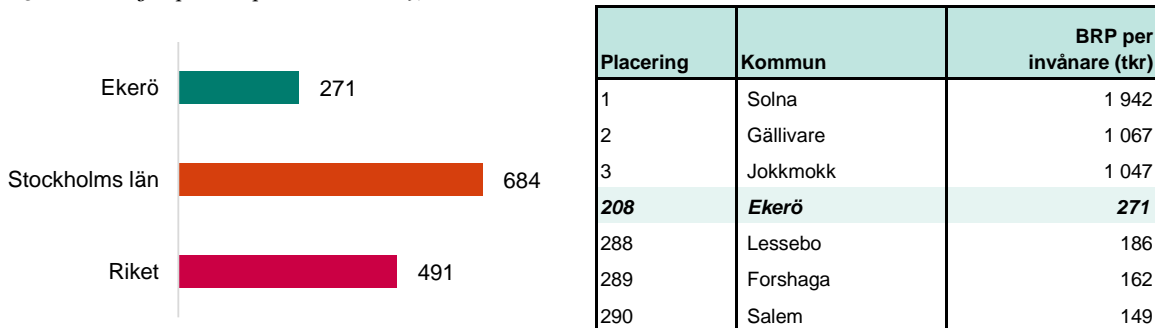 Ekerö 271
Stockholms län 684
Riket 491
Placering Kommun BRP per invånare (tkr)
1 Solna 1 942
2 Gällivare 1 067
3 Jokkmokk 1 047
208 Ekerö 271
288 Lessebo 186
289 Forshaga 162
290 Salem 149